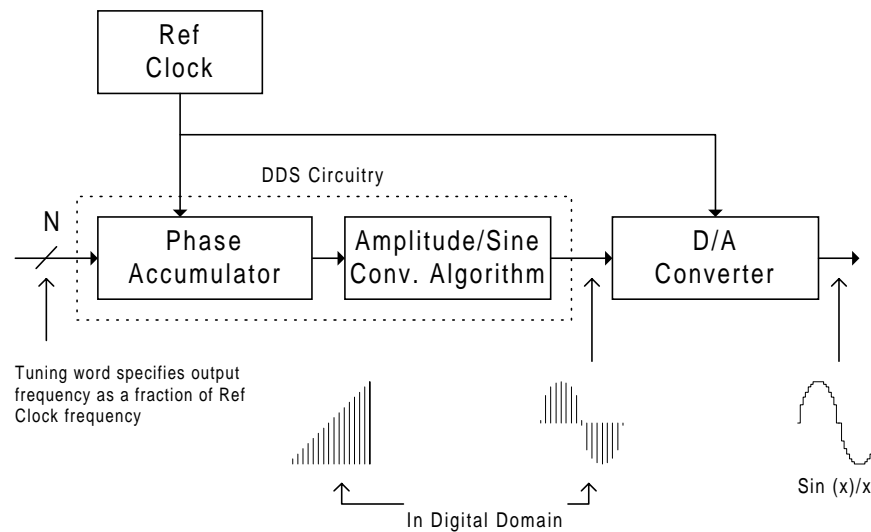 Ref
Clock
DDS Circuitry
N
Phase
Accumulator
Amplitude/Sine
Conv. Algorithm
D/A
Converter
Tuning word specifies output
frequency as a fraction of Ref
Clock frequency
Sin (x)/x
In Digital Domain